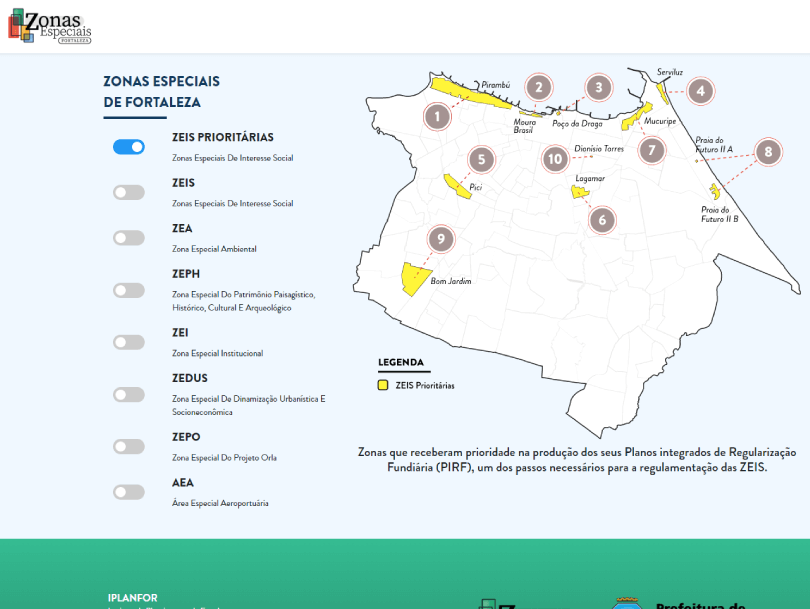 Zonas
Especiais
FORTALEZA
ZONAS ESPECIAIS
DE FORTALEZA
ZEIS PRIORITÁRIAS
Zonas Especiais De Interesse Social
ZEIS
Zonas Especiais De Interesse Social
ZEA
Zona Especial Ambiental
ZEPH
Zona Especial Do Patrimônio Paisagístico,
Histórico, Cultural E Arqueológico
ZEI
Zona Especial Institucional
ZEDUS
Zona Especial De Dinamização Urbanística E
Socioneconômica
ZEPO
Zona Especial Do Projeto Orla
AEA
Área Especial Aeroportuária
Serviluz
Pirambú
2
3
4
1
Moura
Brasil
Poço da Draga
Mucuripe
Praia do
Futuro II A
5
10
Dionísio Torres
7
8
Pici
Lagamar
6
Praia do
Futuro II B
9
Bom Jardim
LEGENDA
ZEIS Prioritárias
Zonas que receberam prioridade na produção dos seus Planos integrados de Regularização
Fundiária (PIRF), um dos passos necessários para a regulamentação das ZEIS.
IPLANFOR
Prefeitura de